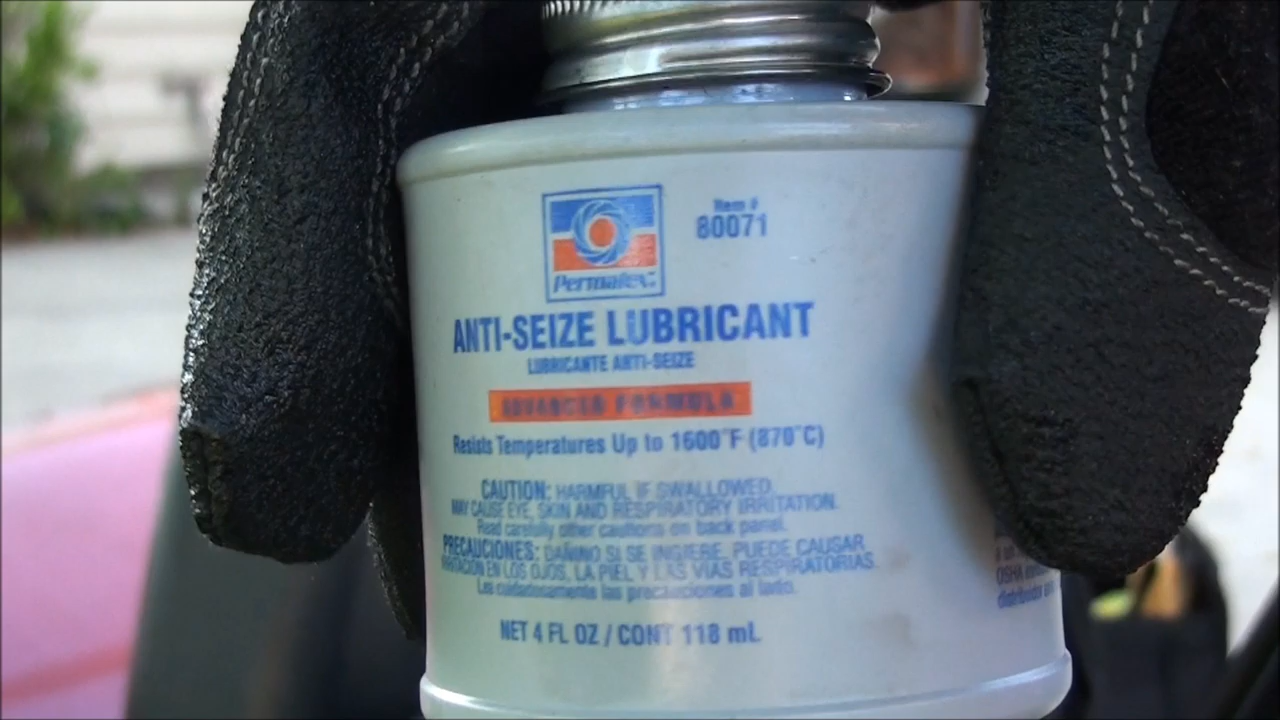 Item #
80071
Permatex
ANTI-SEIZE LUBRICANT
LUBRICANTE ANTI-SEIZE
ADVANCED FORMULA
Resists Temperatures Up to 1600°F (870°C)
CAUTION: HARMFUL IF SWALLOWED.
MAY CAUSE EYE, SKIN AND RESPIRATORY IRRITATION.
Read carefully other cautions on back panel.
PRECAUCIONES: DAÑINO SI SE INGIERE. PUEDE CAUSAR
IRRITACIÓN EN LOS OJOS, LA PIEL Y LAS VIAS RESPIRATORIAS.
Lea cuidadosamente las precauciones al
NET 4 FL OZ / CONT 118 mL
OSHA
distribuidor